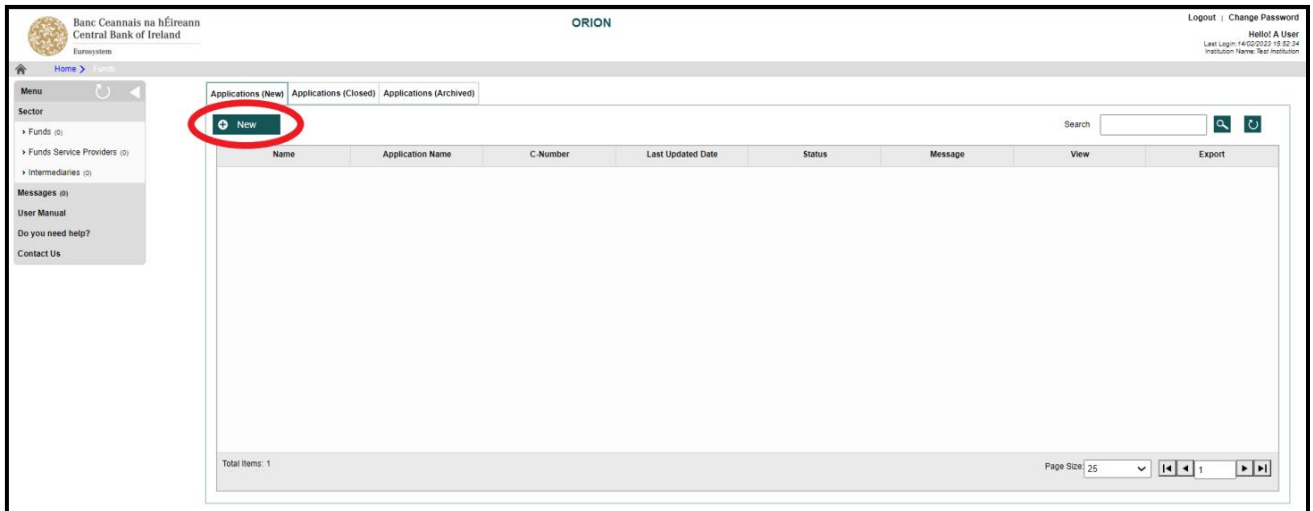 Banc Ceannais na hÉireann
Central Bank of Ireland
Eurosystem
ORION
Logout | Change Password
Hello! A User
Last Login:14/02/2023 15:52:34
Institution Name: Test Institution
Home > Funds
Menu
Sector
Funds (0)
Funds Service Providers (0)
Intermediaries (0)
Messages (0)
User Manual
Do you need help?
Contact Us
Applications (New) Applications (Closed) Applications (Archived)
New
Search
Name Application Name C-Number Last Updated Date Status Message View Export
Total Items: 1
Page Size: 25
1